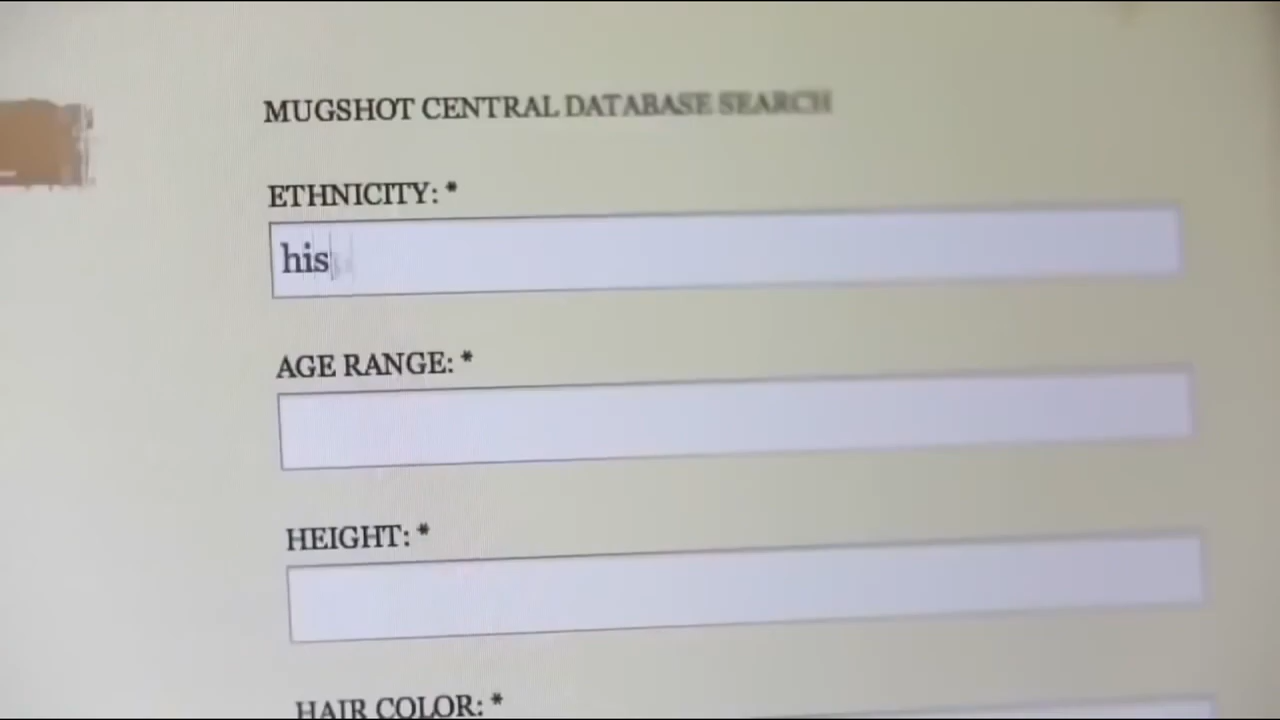 MUGSHOT CENTRAL DATABASE SEARCH
ETHNICITY: *
his
AGE RANGE: *
HEIGHT: *
HAIR COLOR: *